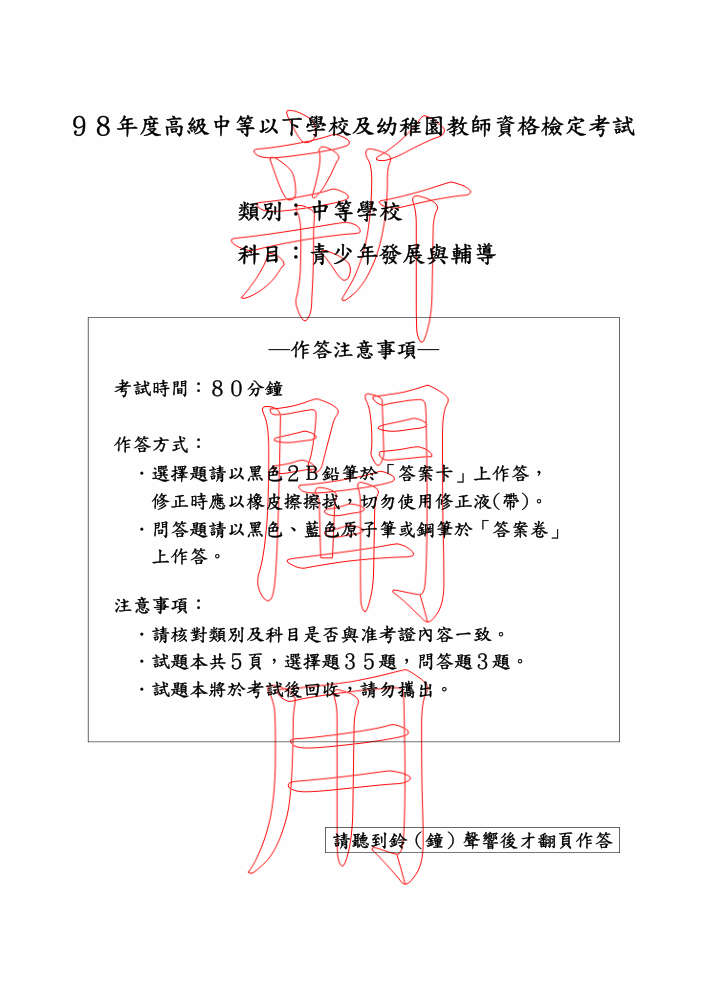 98年度高級中等以下學校及幼稚園教師資格檢定考試
類別：中等學校
科目：青少年發展與輔導
—作答注意事項—
考試時間：80分鐘
作答方式：
．選擇題請以黑色2B鉛筆於「答案卡」上作答，
修正時應以橡皮擦擦拭，切勿使用修正液(帶)。
．問答題請以黑色、藍色原子筆或鋼筆於「答案卷」
上作答。
注意事項：
．請核對類別及科目是否與准考證內容一致。
．試題本共5頁，選擇題35題，問答題3題。
．試題本將於考試後回收，請勿攜出。
請聽到鈴（鐘）聲響後才翻頁作答
新聞用